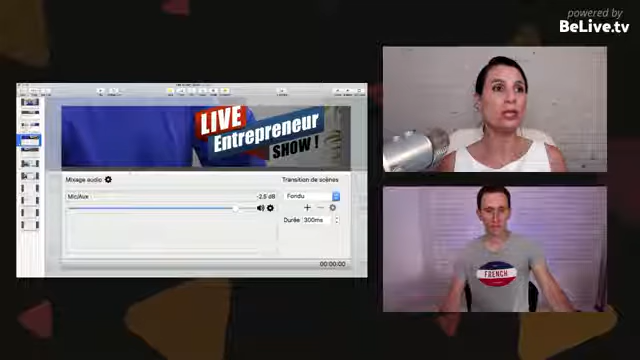 powered by
BeLive.tv
LIVE
Entrepreneur
SHOW !
Mixage audio
Transition de scènes
Mic/Aux
-2.5 dB
Fondu
Durée 300ms
00:00:00
FRENCH